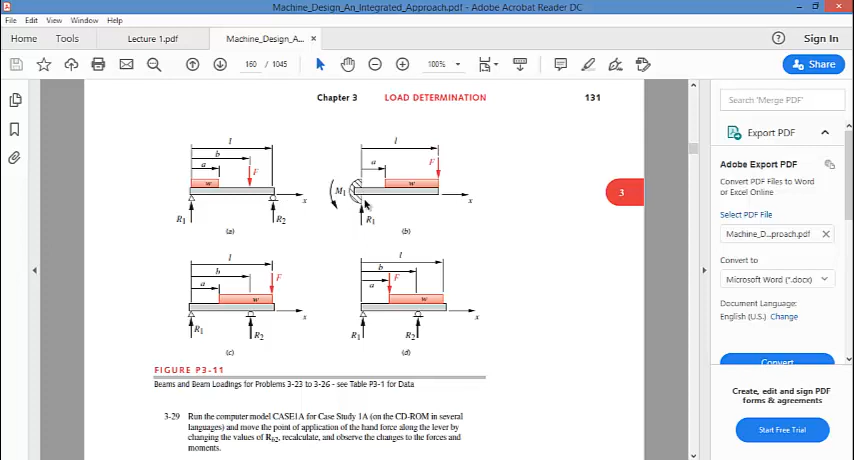 Machine_Design_An_Integrated_Approach.pdf - Adobe Acrobat Reader DC
File Edit View Window Help
Home Tools Lecture 1.pdf Machine_Design_A... × Sign In
160 / 1045 100% Share
Chapter 3 LOAD DETERMINATION 131
Search 'Merge PDF'
Export PDF
Adobe Export PDF
Convert PDF Files to Word
or Excel Online
Select PDF File
Machine_D...proach.pdf ×
Convert to
Microsoft Word (*.docx)
Document Language:
English (U.S.) Change
Convert
Create, edit and sign PDF
forms & agreements
Start Free Trial
3
l
b
a
F
w
x
R1
R2
(a)
l
a
F
w
M1
x
R1
(b)
l
b
F
a
w
x
R1
R2
(c)
l
b
a
F
w
x
R1
R2
(d)
FIGURE P3-11
Beams and Beam Loadings for Problems 3-23 to 3-26 - see Table P3-1 for Data
3-29 Run the computer model CASE1A for Case Study 1A (on the CD-ROM in several
languages) and move the point of application of the hand force along the lever by
changing the values of Rb2, recalculate, and observe the changes to the forces and
moments.